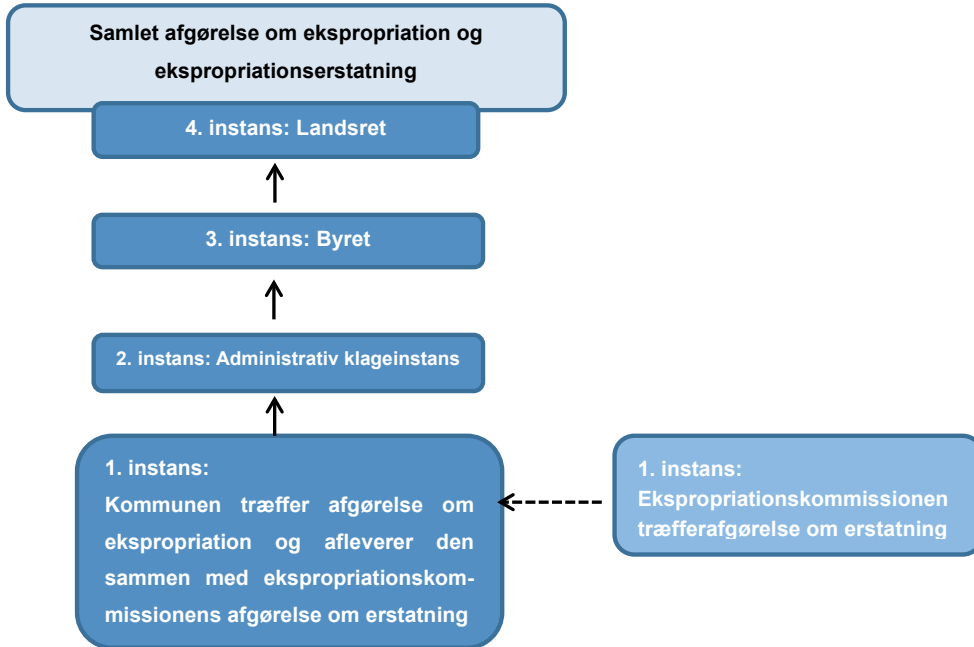 Samlet afgørelse om ekspropriation og
ekspropriationserstatning
4. instans: Landsret
3. instans: Byret
2. instans: Administrativ klageinstans
1. instans:
Kommunen træffer afgørelse om
ekspropriation og afleverer den
sammen med ekspropriationskom-
missionens afgørelse om erstatning
1. instans:
Ekspropriationskommissionen
træfferafgørelse om erstatning